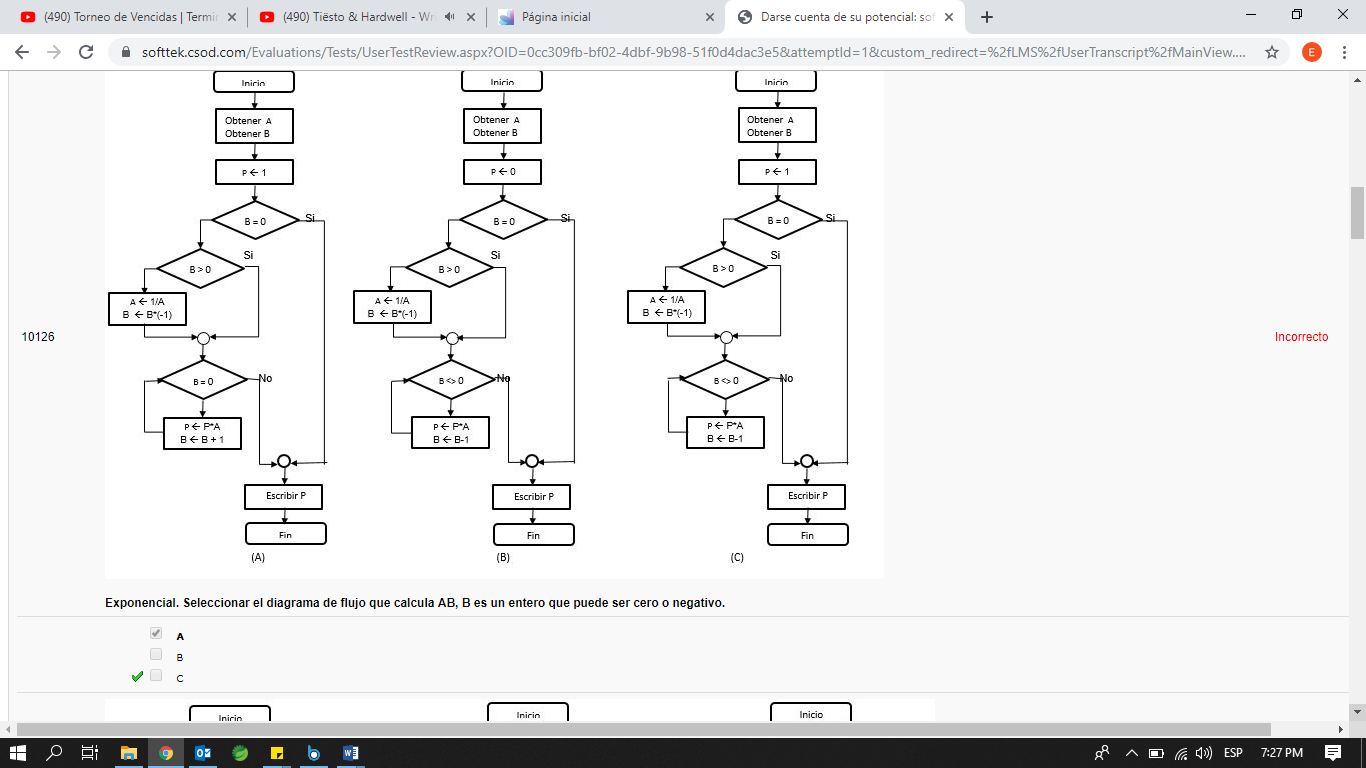 (490) Torneo de Vencidas | Termin
(490) Tiësto & Hardwell - Wr
Página inicial
Darse cuenta de su potencial: sof
softtek.csod.com/Evaluations/Tests/UserTestReview.aspx?OID=0cc309fb-bf02-4dbf-9b98-51f0d4dac3e5&attemptId=1&custom_redirect=%2fLMS%2fUserTranscript%2fMainView....
E
Inicio
Obtener A
Obtener B
P ← 1
B = 0
Si
B > 0
Si
A ← 1/A
B ← B*(-1)
B = 0
No
P ← P*A
B ← B + 1
Escribir P
Fin
(A)
Inicio
Obtener A
Obtener B
P ← 0
B = 0
Si
B > 0
Si
A ← 1/A
B ← B*(-1)
B <> 0
No
P ← P*A
B ← B-1
Escribir P
Fin
(B)
Inicio
Obtener A
Obtener B
P ← 1
B = 0
Si
B > 0
Si
A ← 1/A
B ← B*(-1)
B <> 0
No
P ← P*A
B ← B-1
Escribir P
Fin
(C)
10126
Incorrecto
Exponencial. Seleccionar el diagrama de flujo que calcula AB, B es un entero que puede ser cero o negativo.
A
B
C
Inicio
Inicio
Inicio
ESP
7:27 PM